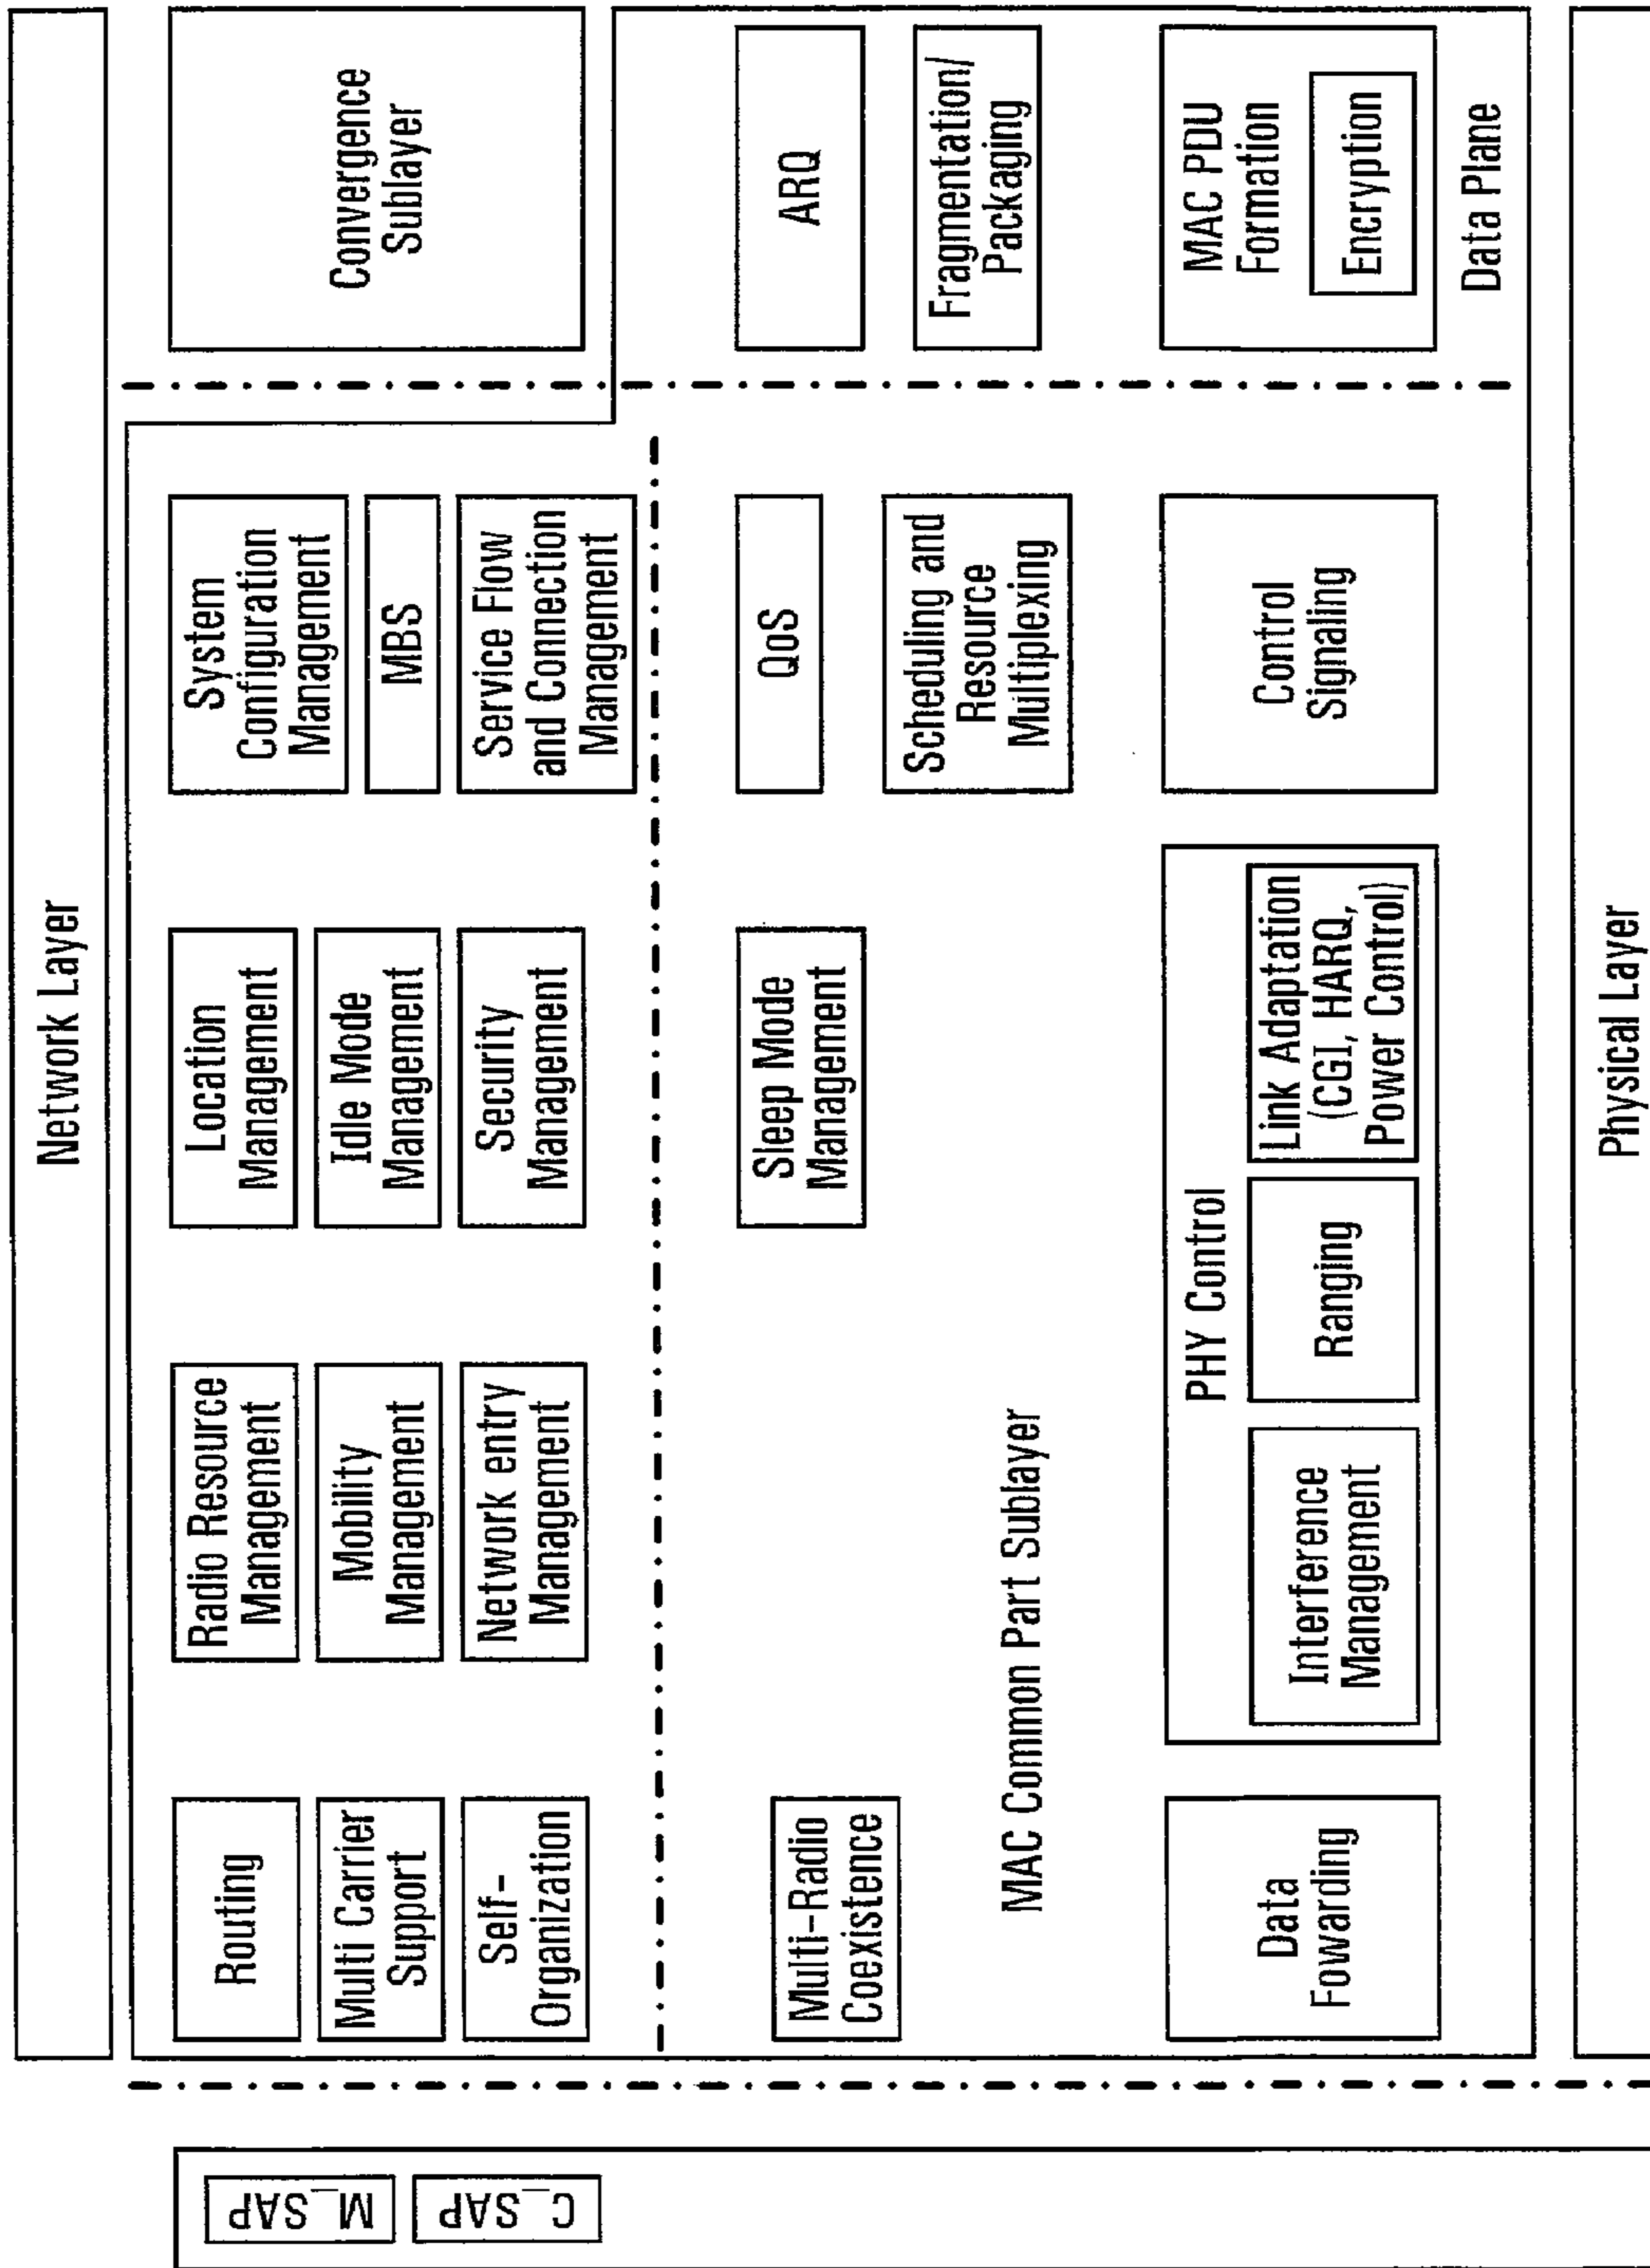 Network Layer
M_SAP
C_SAP
Routing
Multi Carrier
Support
Self-
Organization
Radio Resource
Management
Mobility
Management
Network entry
Management
Location
Management
Idle Mode
Management
Security
Management
System
Configuration
Management
MBS
Service Flow
and Connection
Management
Convergence
Sublayer
Multi-Radio
Coexistence
Sleep Mode
Management
QoS
Scheduling and
Resource
Multiplexing
ARQ
Fragmentation/
Packaging
MAC Common Part Sublayer
Data
Fowarding
PHY Control
Interference
Management
Ranging
Link Adaptation
(CGI, HARQ,
Power Control)
Control
Signaling
MAC PDU
Formation
Encryption
Data Plane
Physical Layer